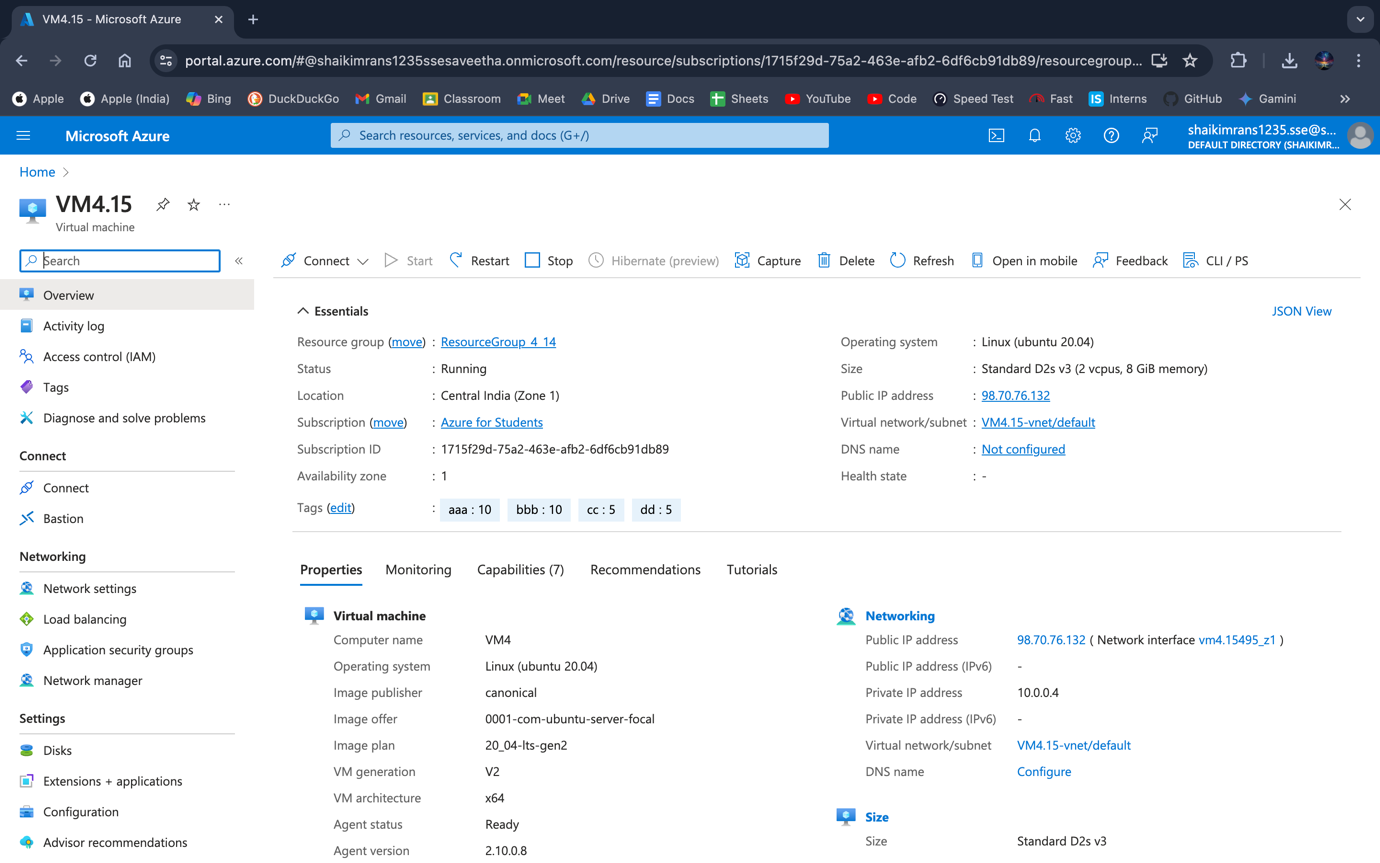 VM4.15 - Microsoft Azure
portal.azure.com/#@shaikimrans1235ssesaveetha.onmicrosoft.com/resource/subscriptions/1715f29d-75a2-463e-afb2-6df6cb91db89/resourcegroup...
Apple Apple (India) Bing DuckDuckGo Gmail Classroom Meet Drive Docs Sheets YouTube Code Speed Test Fast IS Interns GitHub Gamini
Microsoft Azure Search resources, services, and docs (G+/) shaikimrans1235.sse@s...
DEFAULT DIRECTORY (SHAIKIMR...
Home
VM4.15
Virtual machine
Search
Connect Start Restart Stop Hibernate (preview) Capture Delete Refresh Open in mobile Feedback CLI / PS
Overview
Activity log
Access control (IAM)
Tags
Diagnose and solve problems
Connect
Connect
Bastion
Networking
Network settings
Load balancing
Application security groups
Network manager
Settings
Disks
Extensions + applications
Configuration
Advisor recommendations
Essentials JSON View
Resource group (move) : ResourceGroup_4_14
Status : Running
Location : Central India (Zone 1)
Subscription (move) : Azure for Students
Subscription ID : 1715f29d-75a2-463e-afb2-6df6cb91db89
Availability zone : 1
Operating system : Linux (ubuntu 20.04)
Size : Standard D2s v3 (2 vcpus, 8 GiB memory)
Public IP address : 98.70.76.132
Virtual network/subnet : VM4.15-vnet/default
DNS name : Not configured
Health state : -
Tags (edit) : aaa : 10 bbb : 10 cc : 5 dd : 5
Properties Monitoring Capabilities (7) Recommendations Tutorials
Virtual machine
Computer name VM4
Operating system Linux (ubuntu 20.04)
Image publisher canonical
Image offer 0001-com-ubuntu-server-focal
Image plan 20_04-lts-gen2
VM generation V2
VM architecture x64
Agent status Ready
Agent version 2.10.0.8
Networking
Public IP address 98.70.76.132 ( Network interface vm4.15495_z1 )
Public IP address (IPv6) -
Private IP address 10.0.0.4
Private IP address (IPv6) -
Virtual network/subnet VM4.15-vnet/default
DNS name Configure
Size
Size Standard D2s v3